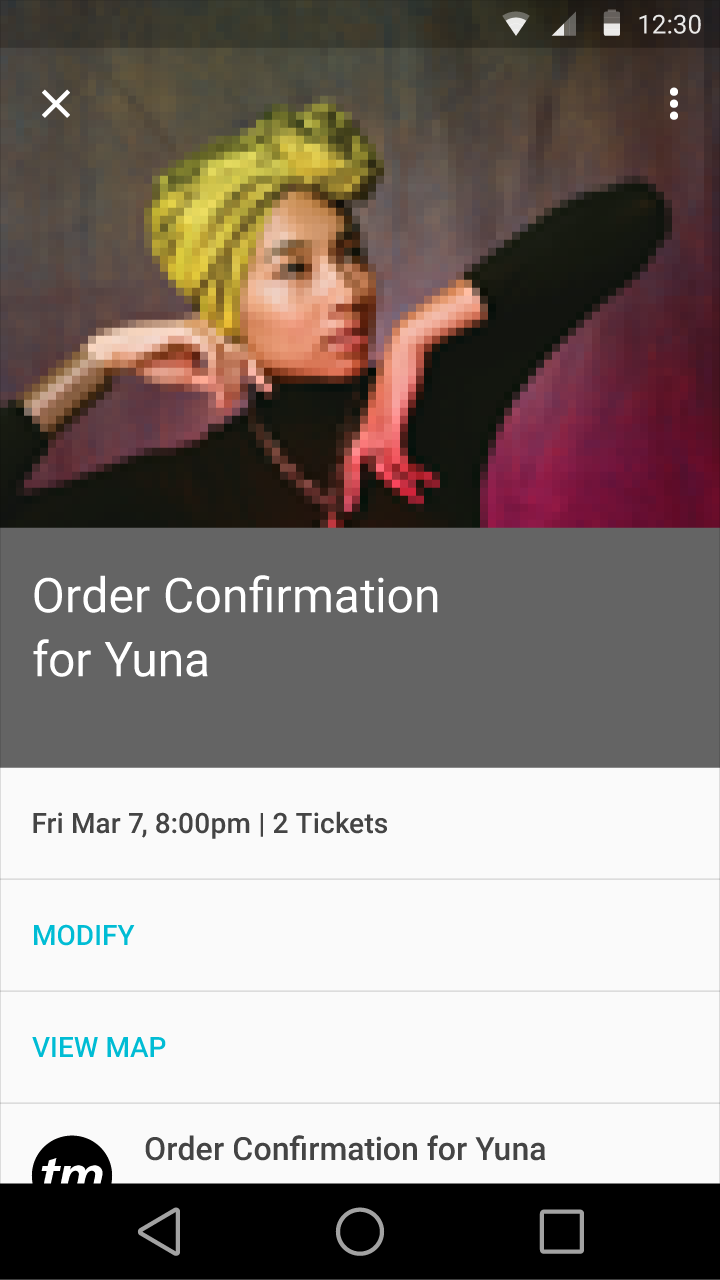 12:30
Order Confirmation
for Yuna
Fri Mar 7, 8:00pm | 2 Tickets
MODIFY
VIEW MAP
Order Confirmation for Yuna
tm